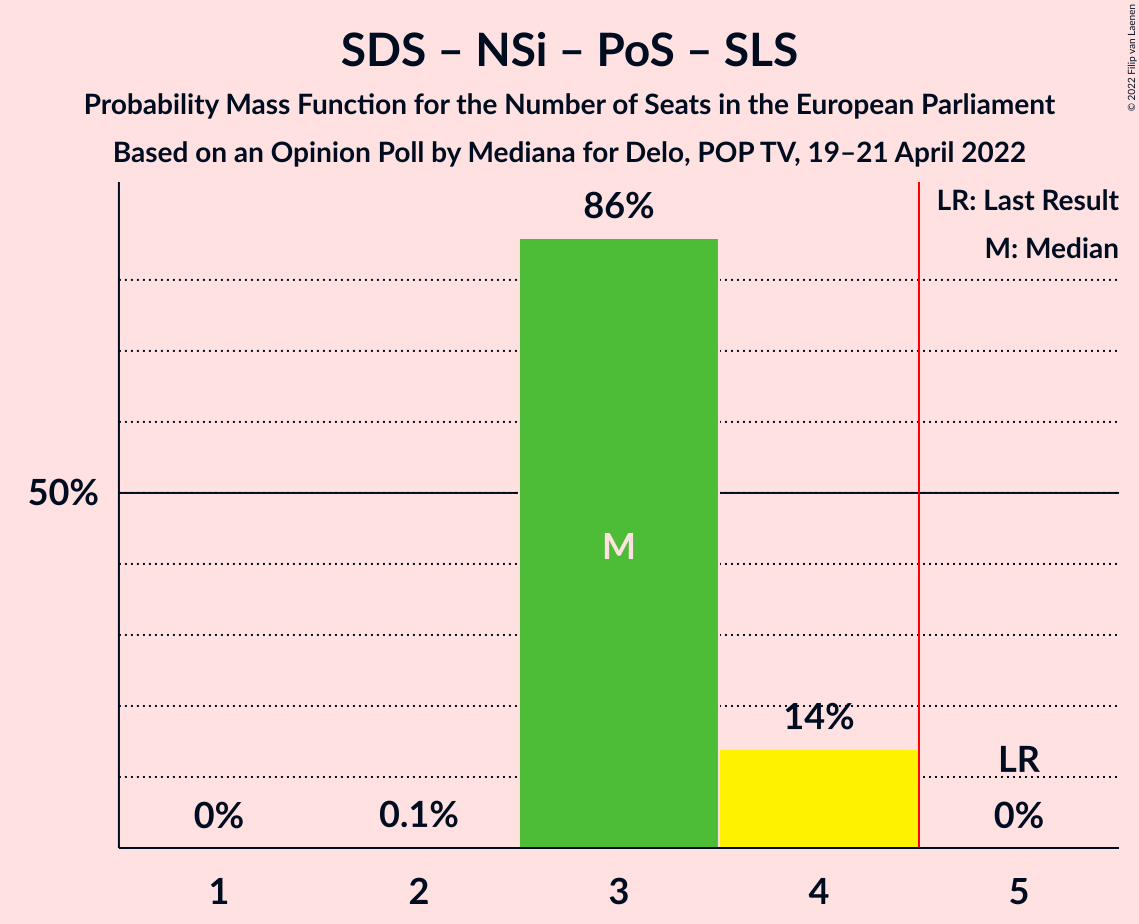 SDS – NSi – PoS – SLS
Probability Mass Function for the Number of Seats in the European Parliament
Based on an Opinion Poll by Mediana for Delo, POP TV, 19–21 April 2022
© 2022 Filip van Laenen
LR: Last Result
M: Median
86%
50%
M
14%
LR
0%
0.1%
0%
1
2
3
4
5